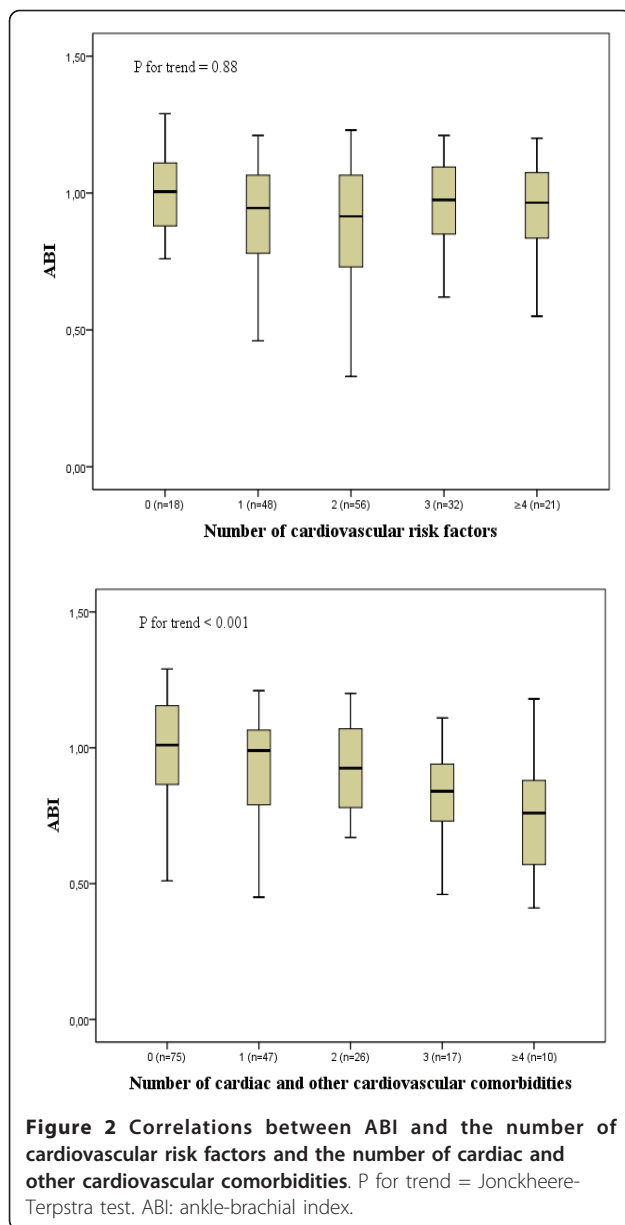 1,50
P for trend = 0.88
1,00
ABI
0,50
0,00
0 (n=18) 1 (n=48) 2 (n=56) 3 (n=32) ≥4 (n=21)
Number of cardiovascular risk factors
1,50
P for trend < 0.001
1,00
ABI
0,50
0,00
0 (n=75) 1 (n=47) 2 (n=26) 3 (n=17) ≥4 (n=10)
Number of cardiac and other cardiovascular comorbidities
Figure 2 Correlations between ABI and the number of
cardiovascular risk factors and the number of cardiac and
other cardiovascular comorbidities. P for trend = Jonckheere-
Terpstra test. ABI: ankle-brachial index.